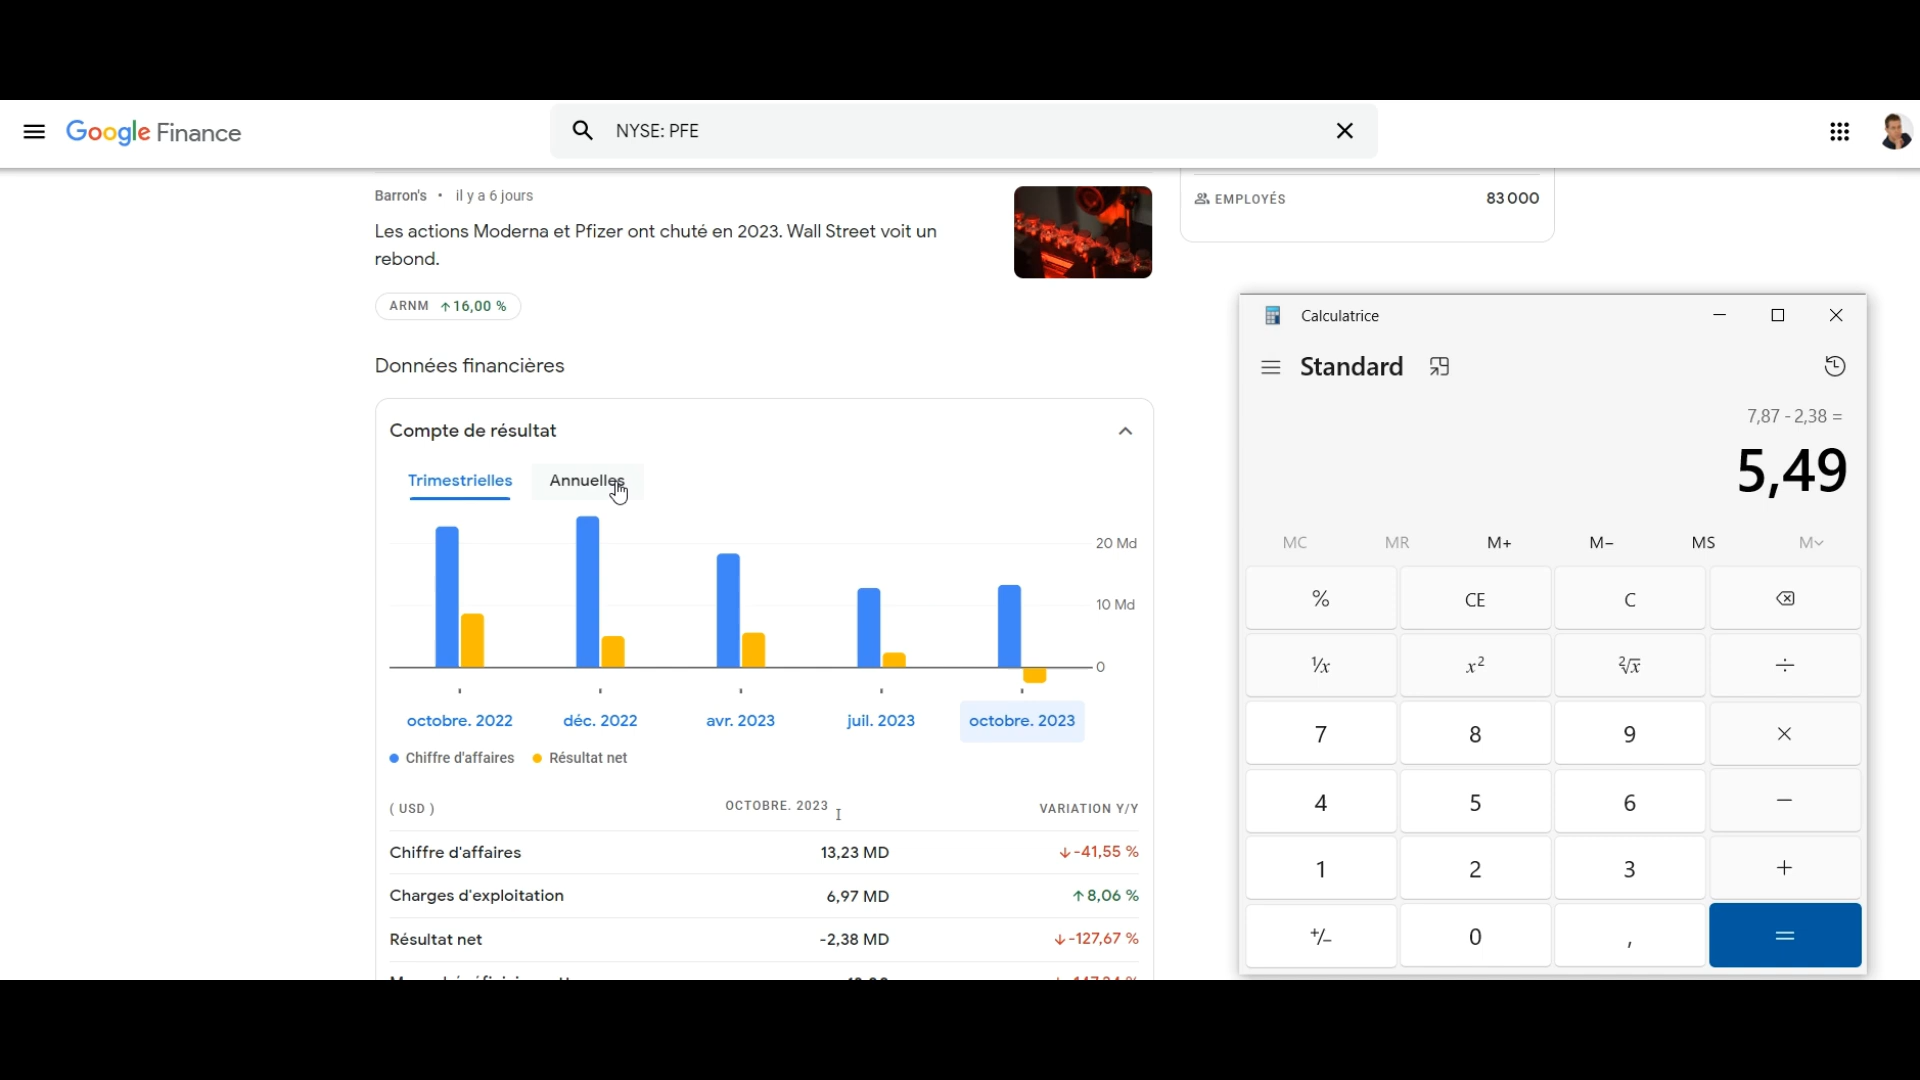 Google Finance
NYSE: PFE
Barron's • il y a 6 jours
Les actions Moderna et Pfizer ont chuté en 2023. Wall Street voit un
rebond.
ARNM ↑16,00 %
EMPLOYÉS 83 000
Données financières
Compte de résultat
Trimestrielles Annuelles
20 Md
10 Md
0
octobre. 2022 déc. 2022 avr. 2023 juil. 2023 octobre. 2023
Chiffre d'affaires Résultat net
( USD ) OCTOBRE. 2023 VARIATION Y/Y
Chiffre d'affaires 13,23 MD ↓-41,55 %
Charges d'exploitation 6,97 MD ↑8,06 %
Résultat net -2,38 MD ↓-127,67 %
Calculatrice
Standard
7,87 - 2,38 =
5,49
MC MR M+ M− MS M
% CE C
⅟x x² ²√x ÷
7 8 9 ×
4 5 6 −
1 2 3 +
+/− 0 , =